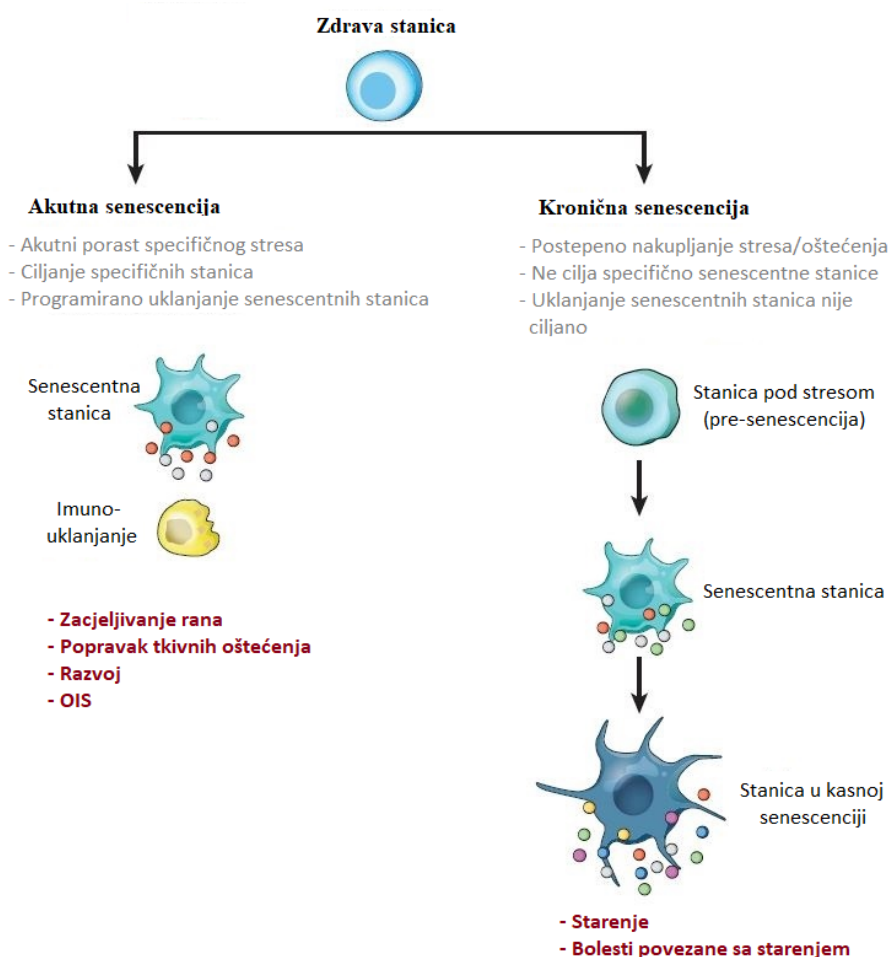 Zdrava stanica
Akutna senescencija
- Akutni porast specifičnog stresa
- Ciljanje specifičnih stanica
- Programirano uklanjanje senescentnih stanica
Senescentna
stanica
Imuno-
uklanjanje
- Zacjeljivanje rana
- Popravak tkivnih oštećenja
- Razvoj
- OIS
Kronična senescencija
- Postepeno nakupljanje stresa/oštećenja
- Ne cilja specifično senescentne stanice
- Uklanjanje senescentnih stanica nije
ciljano
Stanica pod stresom
(pre-senescencija)
Senescentna stanica
Stanica u kasnoj
senescenciji
- Starenje
- Bolesti povezane sa starenjem